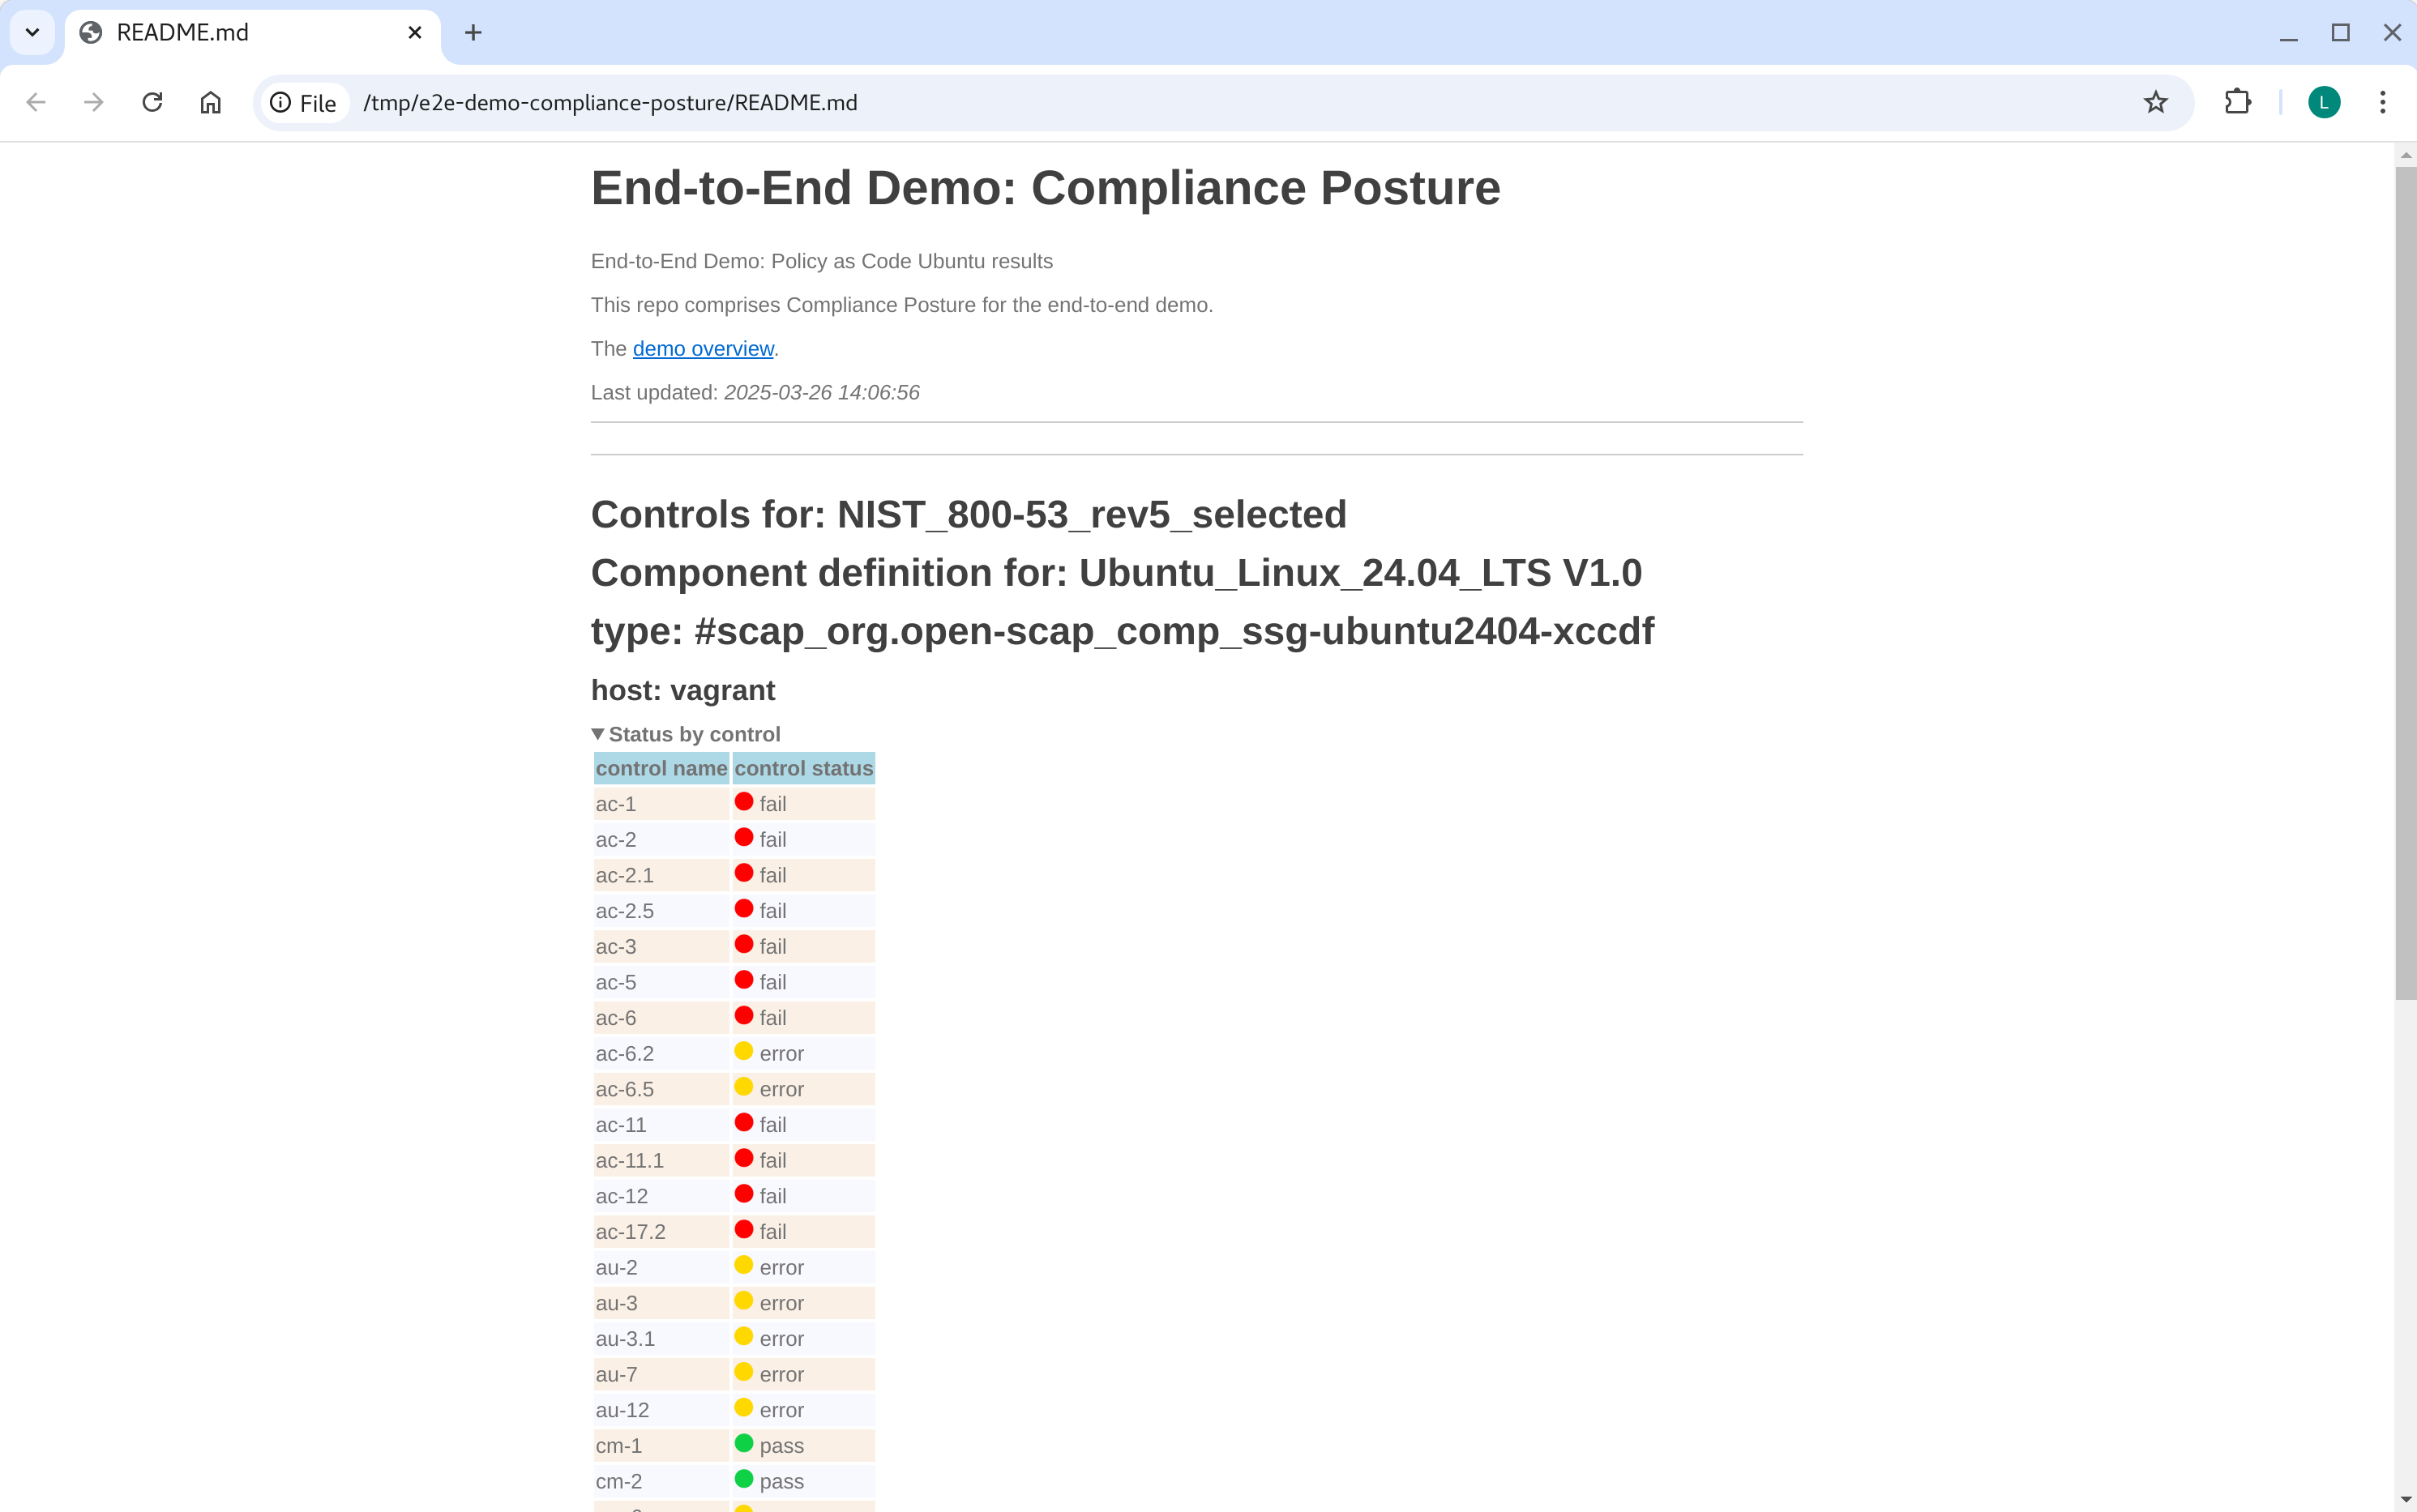 README.md
File
/tmp/e2e-demo-compliance-posture/README.md
L
End-to-End Demo: Compliance Posture
End-to-End Demo: Policy as Code Ubuntu results
This repo comprises Compliance Posture for the end-to-end demo.
The demo overview.
Last updated: 2025-03-26 14:06:56
Controls for: NIST_800-53_rev5_selected
Component definition for: Ubuntu_Linux_24.04_LTS V1.0
type: #scap_org.open-scap_comp_ssg-ubuntu2404-xccdf
host: vagrant
Status by control
control name control status
ac-1 fail
ac-2 fail
ac-2.1 fail
ac-2.5 fail
ac-3 fail
ac-5 fail
ac-6 fail
ac-6.2 error
ac-6.5 error
ac-11 fail
ac-11.1 fail
ac-12 fail
ac-17.2 fail
au-2 error
au-3 error
au-3.1 error
au-7 error
au-12 error
cm-1 pass
cm-2 pass